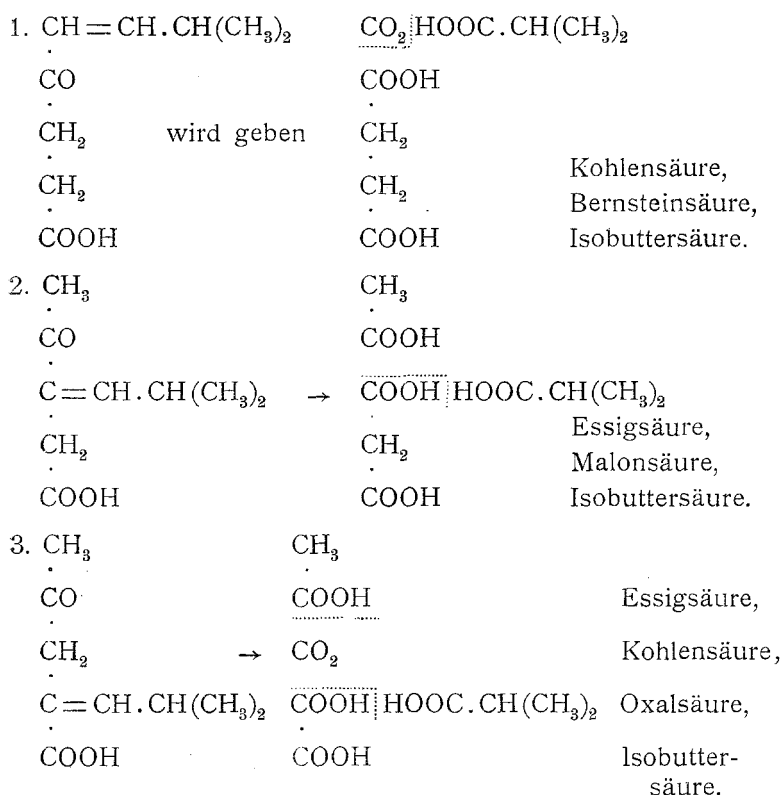 1. CH=CH.CH(CH₃)₂ CO₂ HOOC.CH(CH₃)₂
CO COOH
CH₂ wird geben CH₂
Kohlensäure,
CH₂ CH₂
Bernsteinsäure,
COOH COOH Isobuttersäure.
2. CH₃ CH₃
CO COOH
C=CH.CH(CH₃)₂ → COOH HOOC.CH(CH₃)₂
Essigsäure,
CH₂ CH₂
Malonsäure,
COOH COOH Isobuttersäure.
3. CH₃ CH₃
CO COOH Essigsäure,
CH₂ → CO₂ Kohlensäure,
C=CH.CH(CH₃)₂ COOH HOOC.CH(CH₃)₂ Oxalsäure,
COOH COOH Isobutter-
säure.